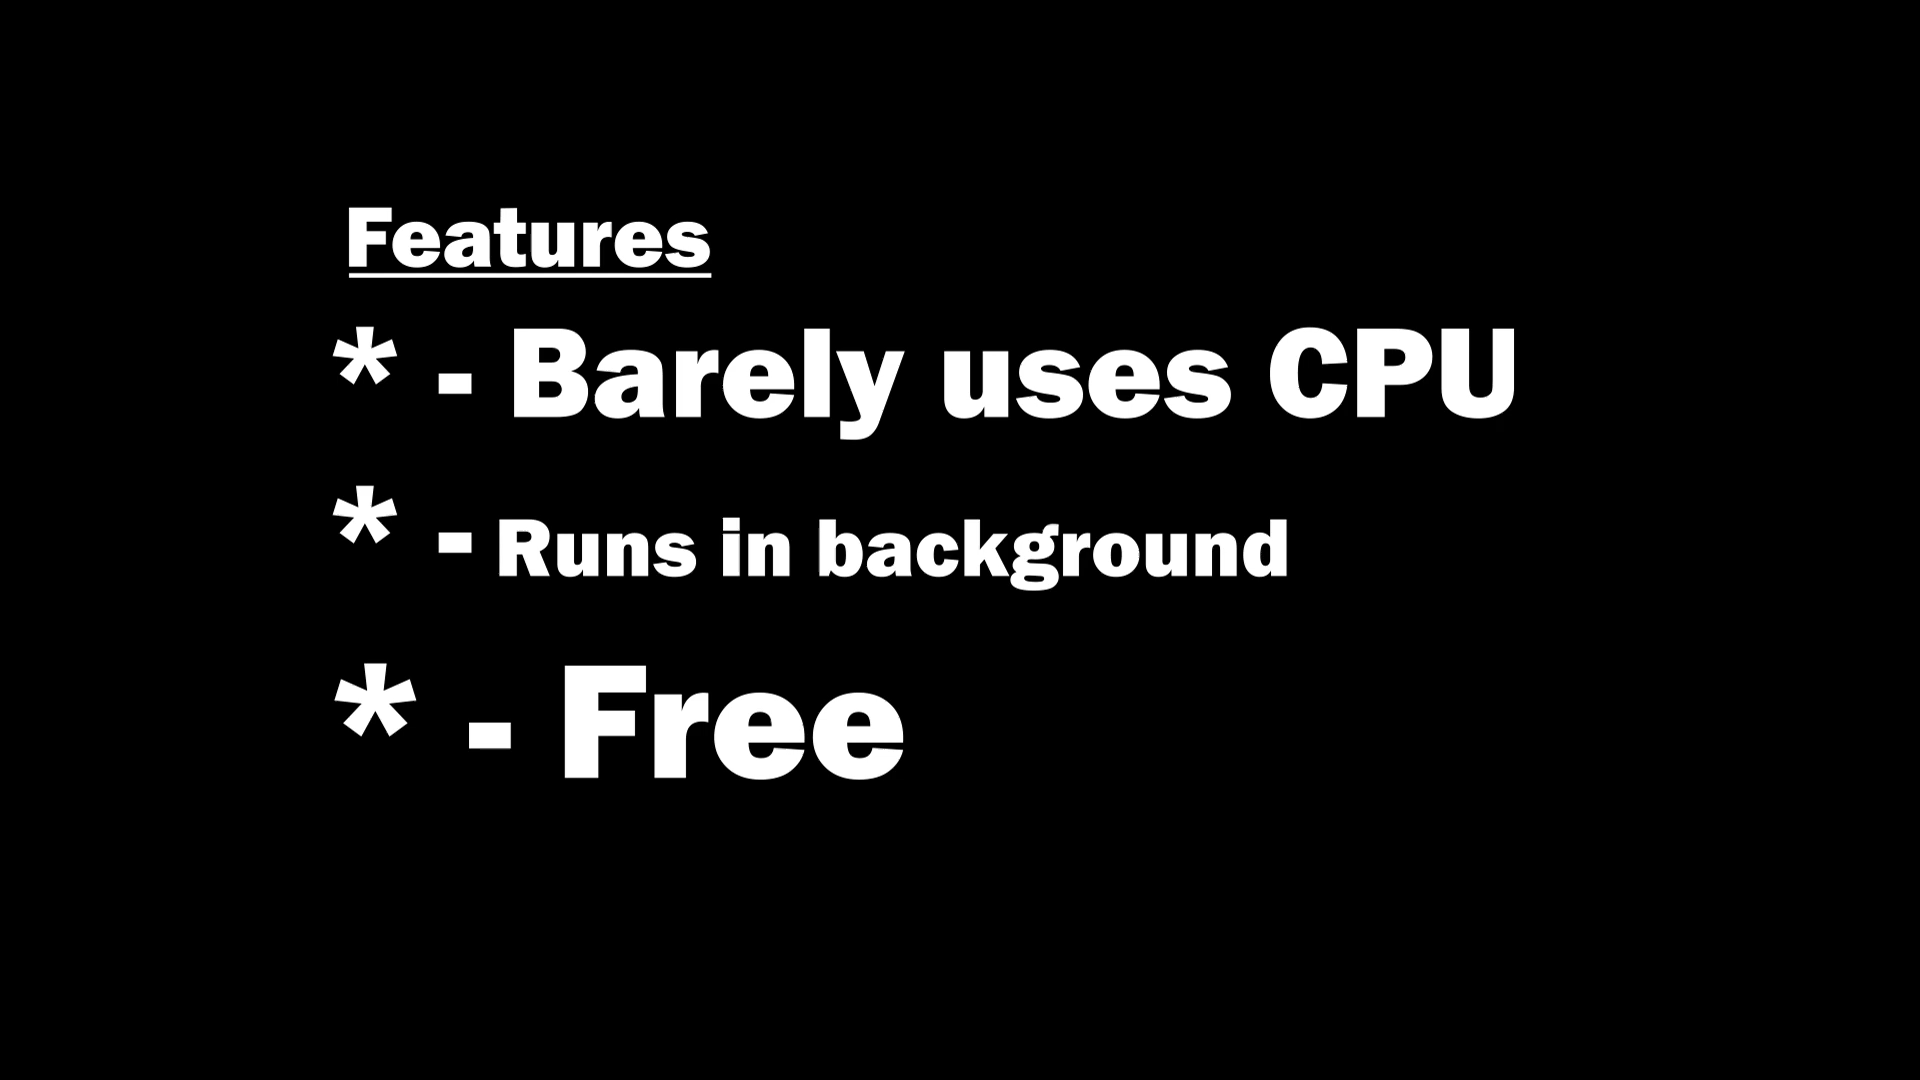 Features
* - Barely uses CPU
* - Runs in background
* - Free